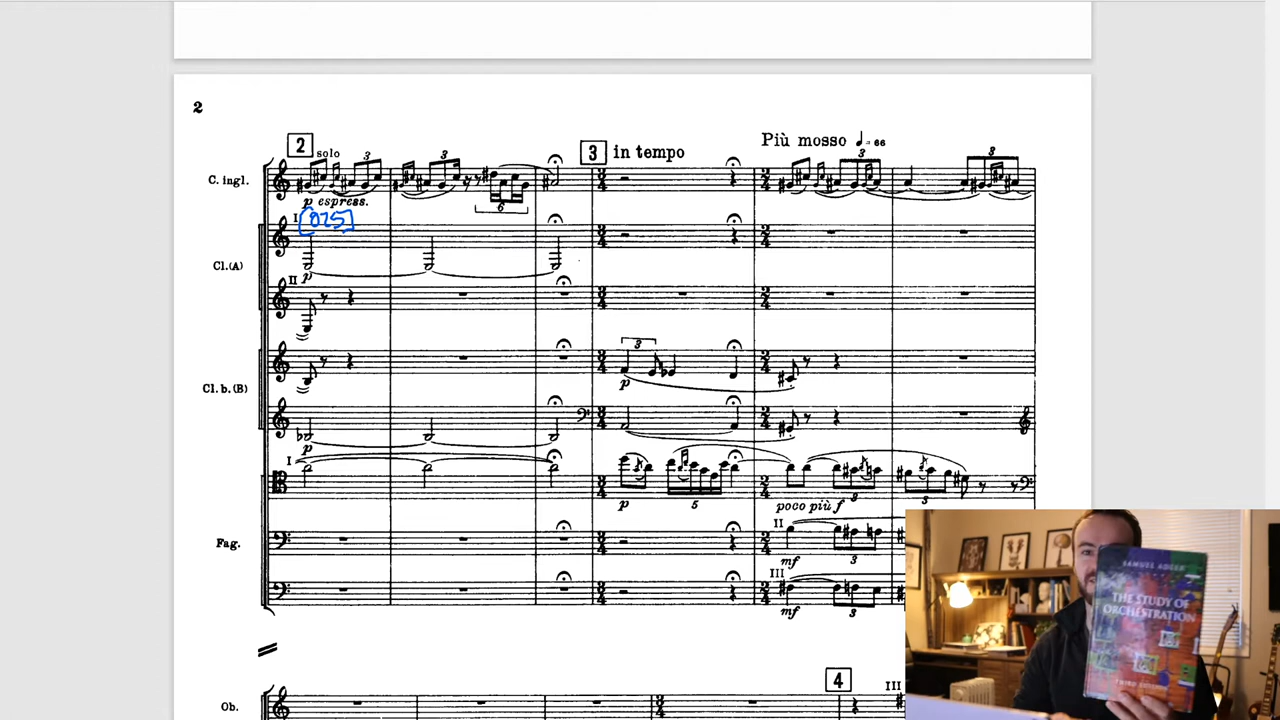 2
2 solo 3 3 3 in tempo Più mosso = 66 3 3
C. ingl.
p espress. 6
I [025]
Cl.(A)
p
II
3
Cl. b.(B)
p
p
I
p 5 poco più f 3 3
II
Fag.
mf 3
III
mf 3
4
III
Ob.
SAMUEL ADLER
THE STUDY OF
ORCHESTRATION
THIRD EDITION